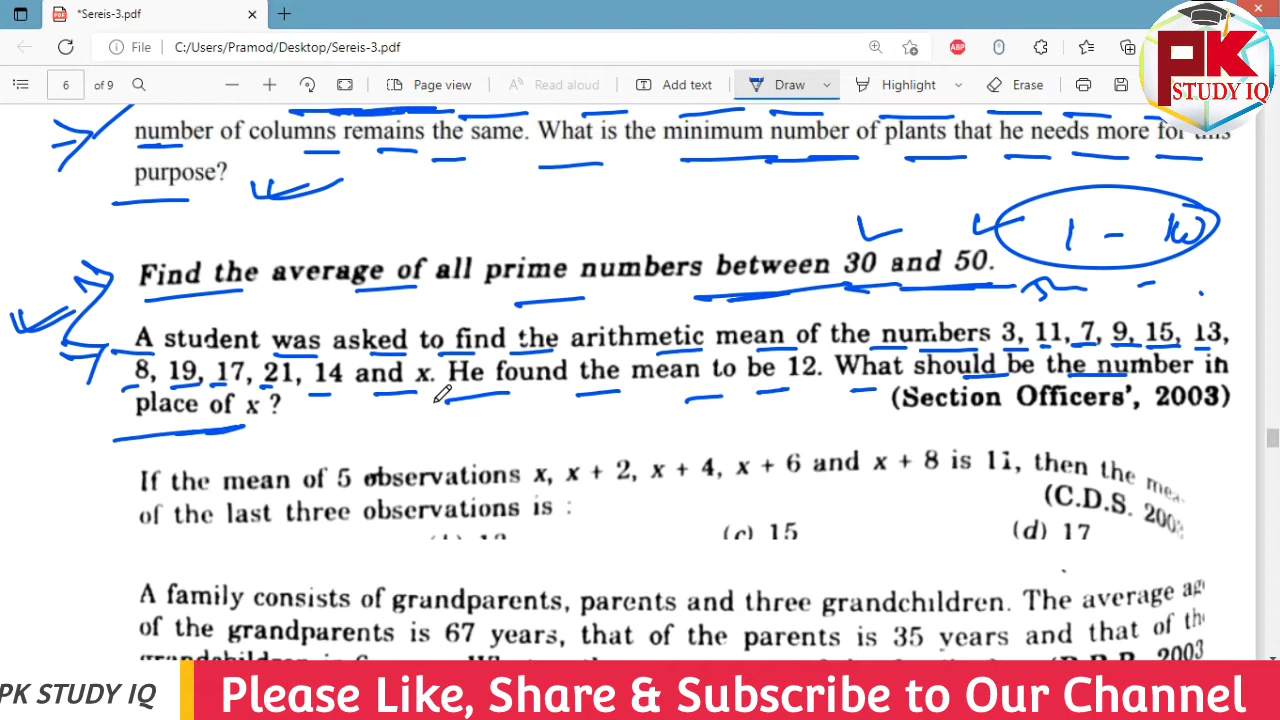 *Sereis-3.pdf
File C:/Users/Pramod/Desktop/Sereis-3.pdf
ABP
6 of 9
Page view
Read aloud
Add text
Draw
Highlight
Erase
PK
STUDY IQ
number of columns remains the same. What is the minimum number of plants that he needs more for this
purpose?
1 -
Find the average of all prime numbers between 30 and 50.
A student was asked to find the arithmetic mean of the numbers 3, 11, 7, 9, 15, 13,
8, 19, 17, 21, 14 and x. He found the mean to be 12. What should be the number in
place of x ?
(Section Officers', 2003)
If the mean of 5 observations x, x + 2, x + 4, x + 6 and x + 8 is 11, then the
of the last three observations is :
(C.D.S. 
(c) 15
(d) 17
A family consists of grandparents, parents and three grandchildren. The average
of the grandparents is 67 years, that of the parents is 35 years and that of
2003
PK STUDY IQ
Please Like, Share & Subscribe to Our Channel